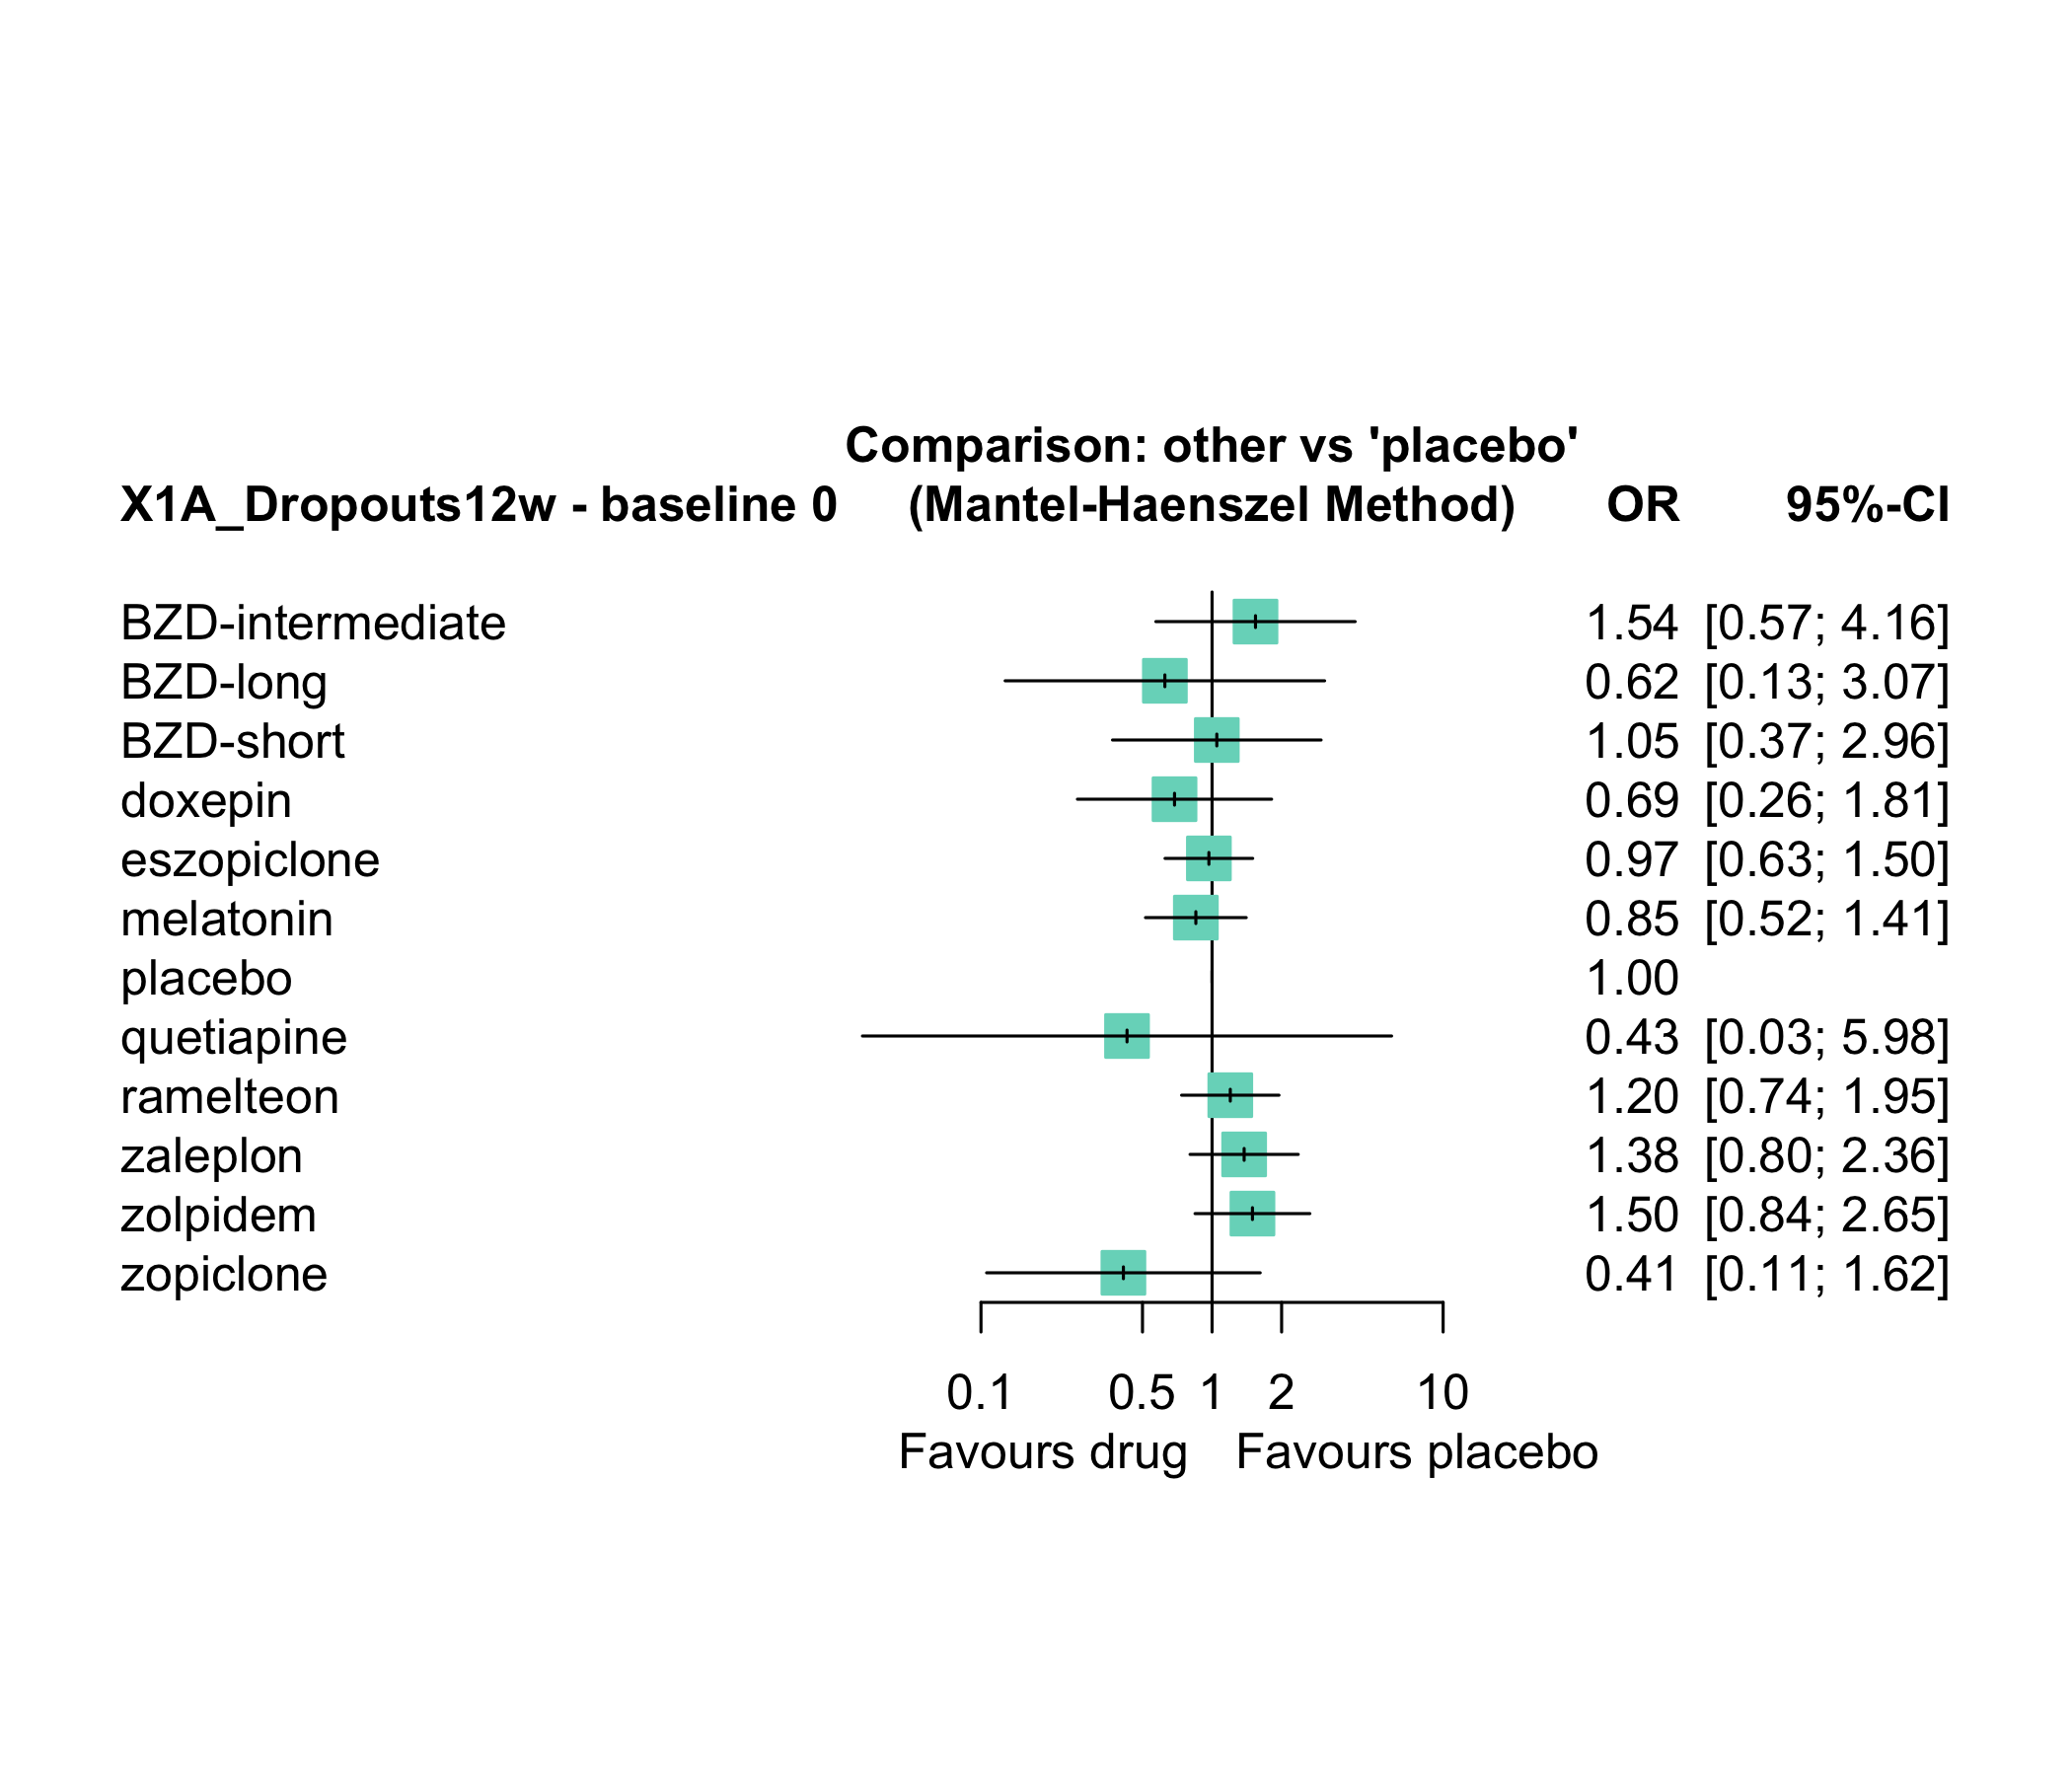 Comparison: other vs 'placebo'
X1A_Dropouts12w - baseline 0 (Mantel-Haenszel Method) OR 95%-CI
BZD-intermediate 1.54 [0.57; 4.16]
BZD-long 0.62 [0.13; 3.07]
BZD-short 1.05 [0.37; 2.96]
doxepin 0.69 [0.26; 1.81]
eszopiclone 0.97 [0.63; 1.50]
melatonin 0.85 [0.52; 1.41]
placebo 1.00
quetiapine 0.43 [0.03; 5.98]
ramelteon 1.20 [0.74; 1.95]
zaleplon 1.38 [0.80; 2.36]
zolpidem 1.50 [0.84; 2.65]
zopiclone 0.41 [0.11; 1.62]
0.1 0.5 1 2 10
Favours drug Favours placebo